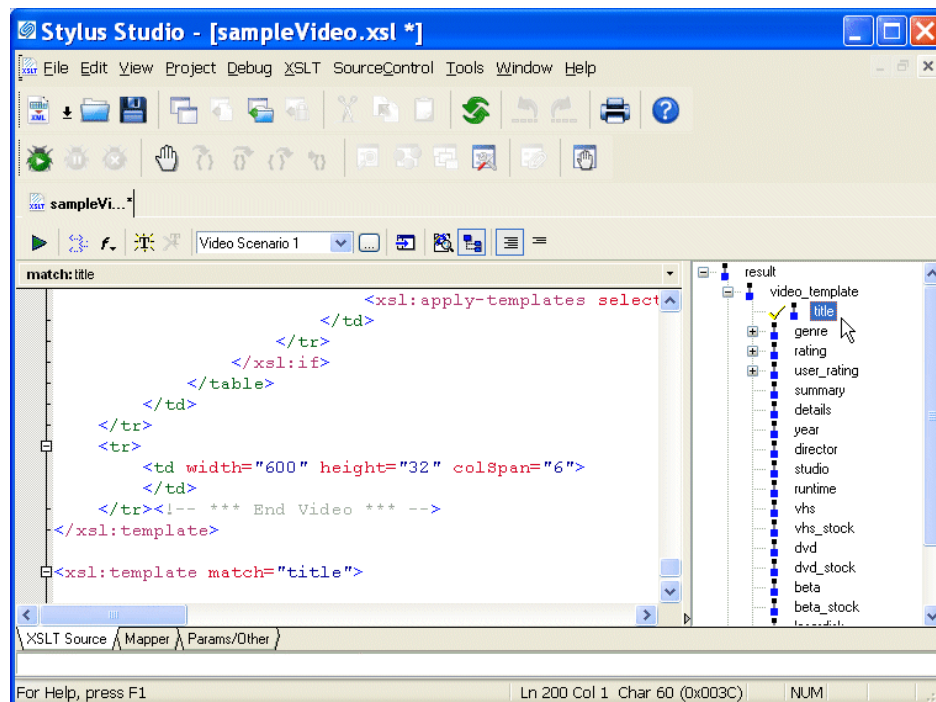 Stylus Studio - [sampleVideo.xsl *]
File Edit View Project Debug XSLT SourceControl Tools Window Help
sampleVi...*
Video Scenario 1
match: title
<xsl:apply-templates select
</td>
</tr>
</xsl:if>
</table>
</td>
</tr>
<tr>
<td width="600" height="32" colSpan="6">
</td>
</tr><!-- *** End Video *** -->
</xsl:template>
<xsl:template match="title">
result
video_template
title
genre
rating
user_rating
summary
details
year
director
studio
runtime
vhs
vhs_stock
dvd
dvd_stock
beta
beta_stock
XSLT Source Mapper Params/Other
For Help, press F1 Ln 200 Col 1 Char 60 (0x003C) NUM